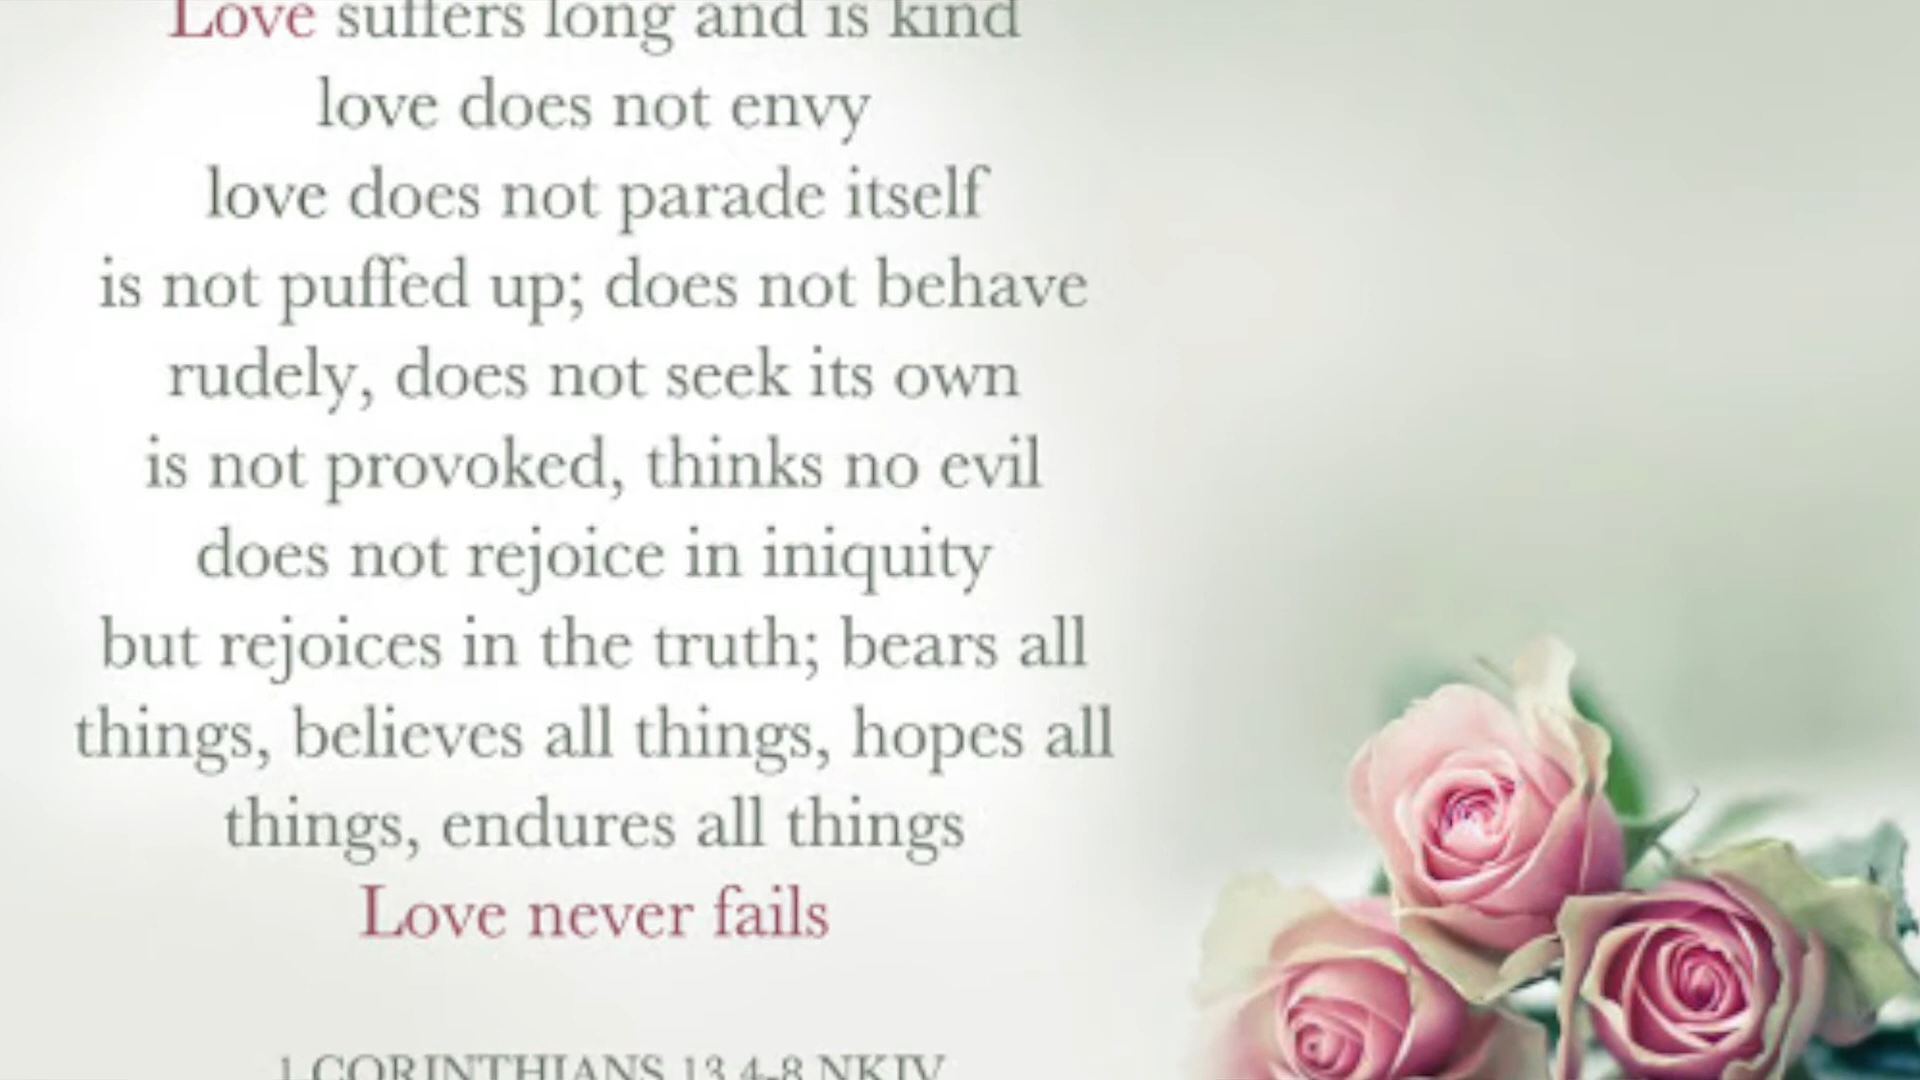 Love suffers long and is kind
love does not envy
love does not parade itself
is not puffed up; does not behave
rudely, does not seek its own
is not provoked, thinks no evil
does not rejoice in iniquity
but rejoices in the truth; bears all
things, believes all things, hopes all
things, endures all things
Love never fails
1 CORINTHIANS 13 4-8 NKJV